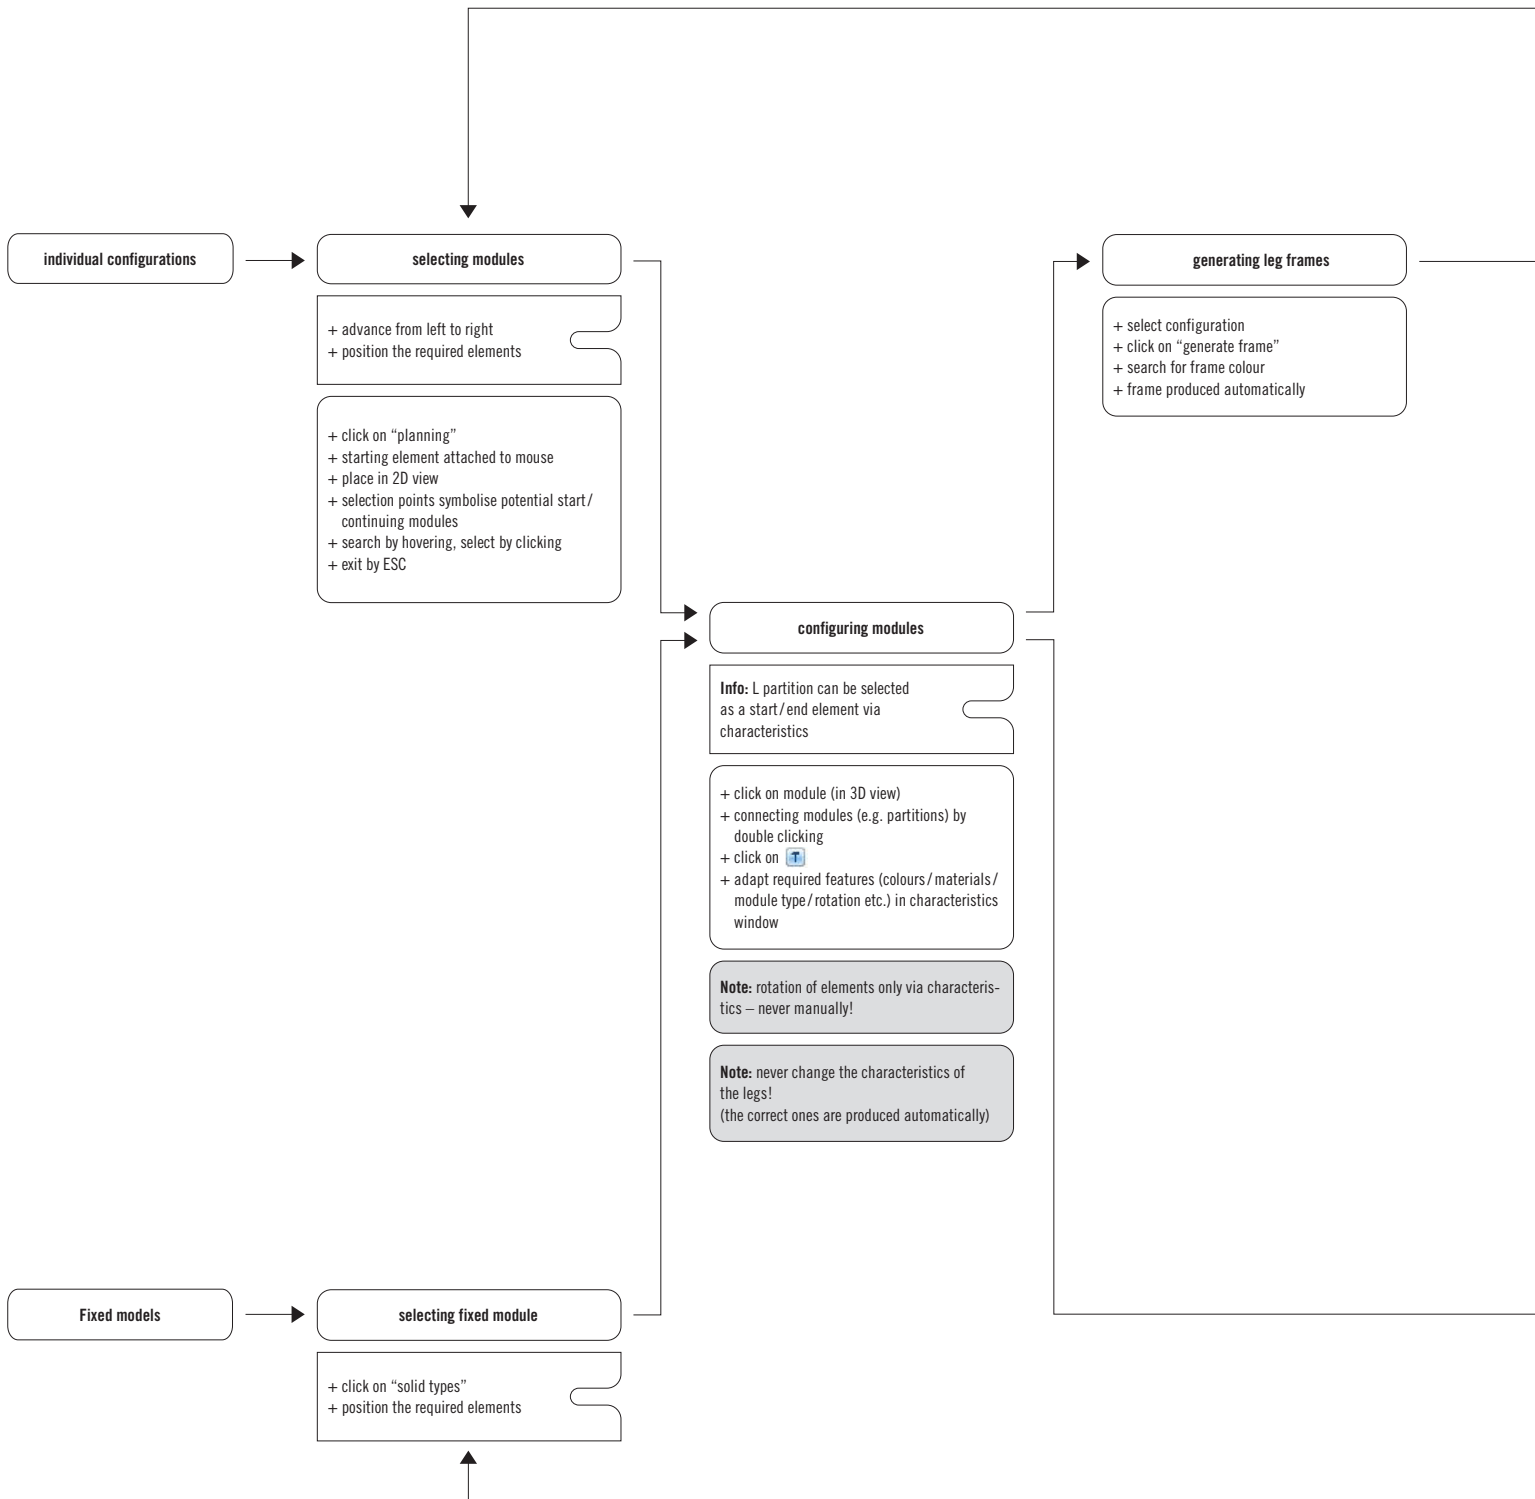 individual configurations
selecting modules
+ advance from left to right
+ position the required elements
+ click on “planning”
+ starting element attached to mouse
+ place in 2D view
+ selection points symbolise potential start/
continuing modules
+ search by hovering, select by clicking
+ exit by ESC
configuring modules
Info: L partition can be selected
as a start/end element via
characteristics
+ click on module (in 3D view)
+ connecting modules (e.g. partitions) by
double clicking
+ click on T
+ adapt required features (colours/materials/
module type/rotation etc.) in characteristics
window
Note: rotation of elements only via characteris-
tics – never manually!
Note: never change the characteristics of
the legs!
(the correct ones are produced automatically)
generating leg frames
+ select configuration
+ click on “generate frame”
+ search for frame colour
+ frame produced automatically
Fixed models
selecting fixed module
+ click on “solid types”
+ position the required elements